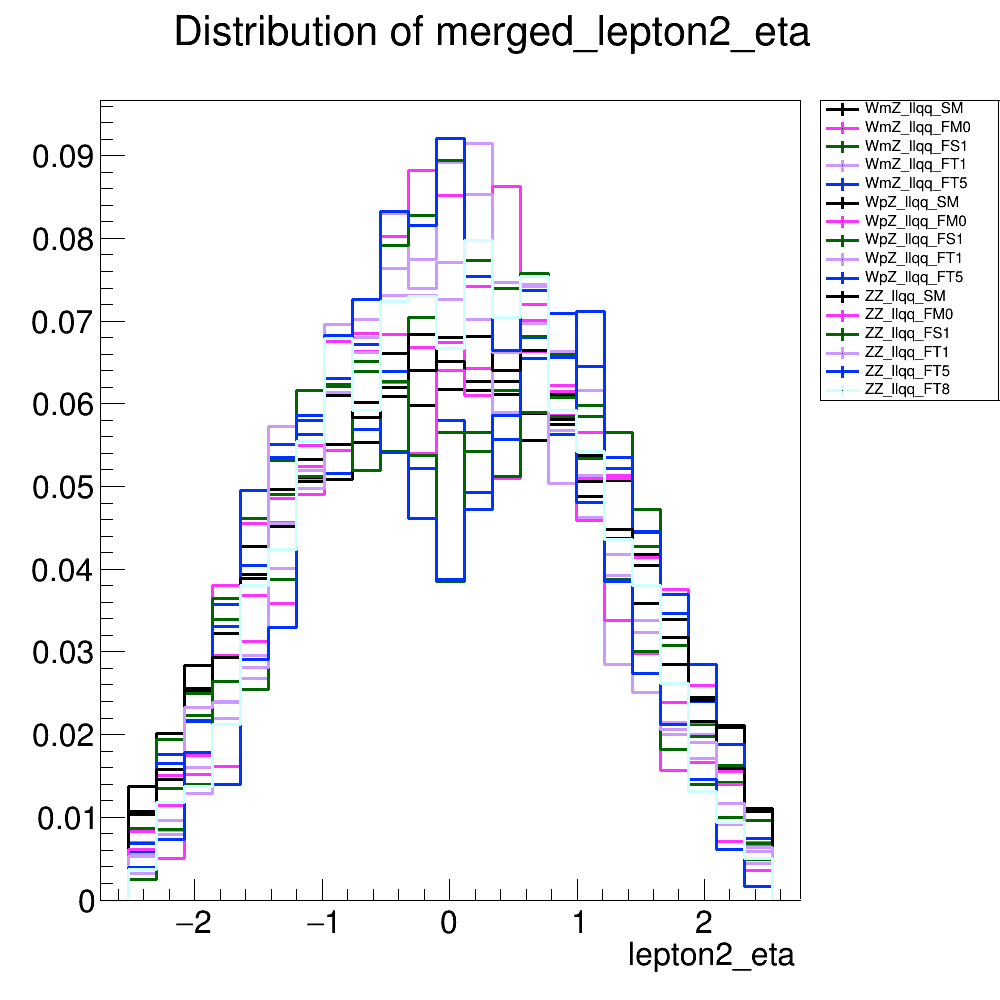 Distribution of merged_lepton2_eta
WmZ_llqq_SM
WmZ_llqq_FM0
WmZ_llqq_FS1
WmZ_llqq_FT1
WmZ_llqq_FT5
WpZ_llqq_SM
WpZ_llqq_FM0
WpZ_llqq_FS1
WpZ_llqq_FT1
WpZ_llqq_FT5
ZZ_llqq_SM
ZZ_llqq_FM0
ZZ_llqq_FS1
ZZ_llqq_FT1
ZZ_llqq_FT5
ZZ_llqq_FT8
0.09
0.08
0.07
0.06
0.05
0.04
0.03
0.02
0.01
0
−2 −1 0 1 2
lepton2_eta